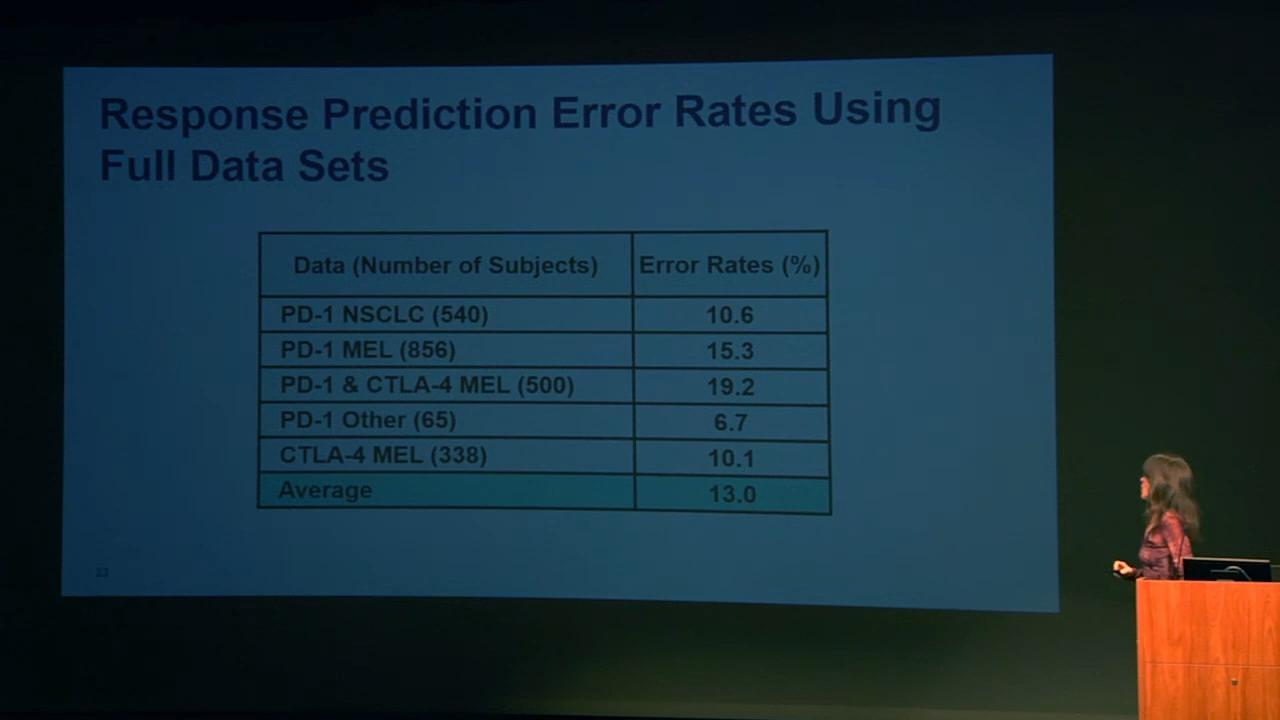 Response Prediction Error Rates Using
Full Data Sets
Data (Number of Subjects) Error Rates (%)
PD-1 NSCLC (540) 10.6
PD-1 MEL (856) 15.3
PD-1 & CTLA-4 MEL (500) 19.2
PD-1 Other (65) 6.7
CTLA-4 MEL (338) 10.1
Average 13.0